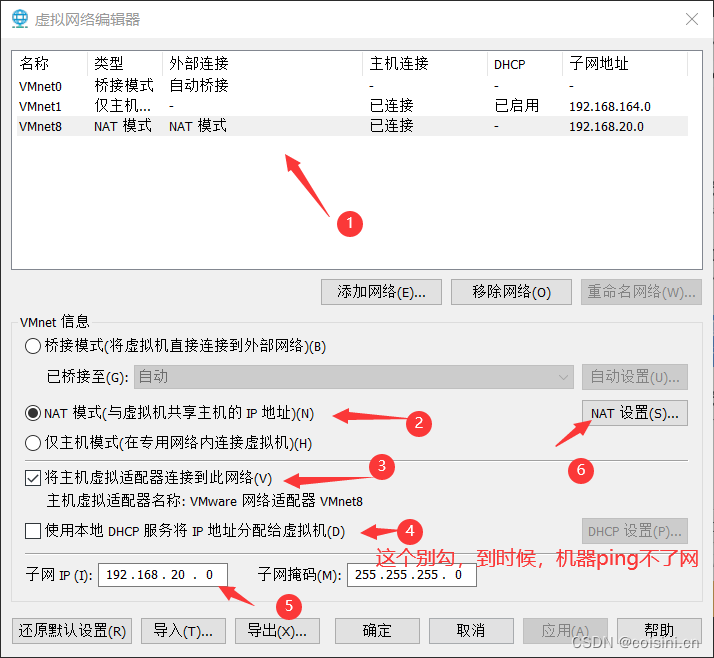 虚拟网络编辑器
名称 类型 外部连接 主机连接 DHCP 子网地址
VMnet0 桥接模式 自动桥接 - - -
VMnet1 仅主机... - 已连接 已启用 192.168.164.0
VMnet8 NAT 模式 NAT 模式 已连接 - 192.168.20.0
1
添加网络(E)... 移除网络(O) 重命名网络(W)...
VMnet 信息
桥接模式(将虚拟机直接连接到外部网络)(B)
已桥接至(G): 自动 自动设置(U)...
NAT 模式(与虚拟机共享主机的 IP 地址)(N) 2 NAT 设置(S)...
仅主机模式(在专用网络内连接虚拟机)(H)
将主机虚拟适配器连接到此网络(V) 3 6
主机虚拟适配器名称: VMware 网络适配器 VMnet8
使用本地 DHCP 服务将 IP 地址分配给虚拟机(D) 4 DHCP 设置(P)...
这个别勾，到时候，机器ping不了网
子网 IP (I): 192 . 168 . 20 . 0 子网掩码(M): 255 . 255 . 255 . 0
5
还原默认设置(R) 导入(T)... 导出(X)... 确定 取消 应用(A) 帮助
CSDN @coisini.cn